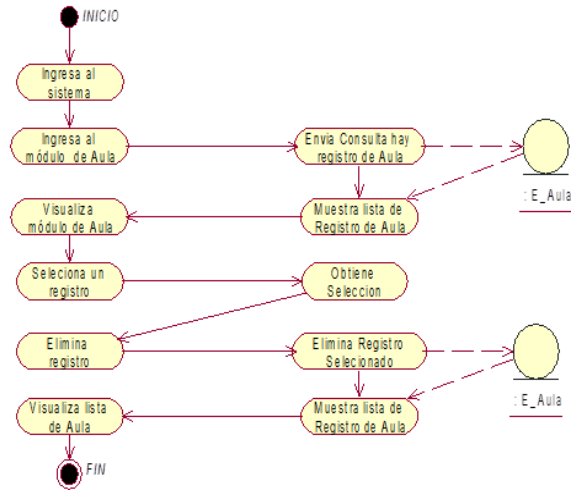 INICIO
Ingresa al
sistema
Ingresa al
módulo de Aula
Envia Consulta hay
registro de Aula
: E_Aula
Visualiza
módulo de Aula
Muestra lista de
Registro de Aula
Seleciona un
registro
Obtiene
Seleccion
Elimina
registro
Elimina Registro
Selecionado
: E_Aula
Visualiza lista
de Aula
Muestra lista de
Registro de Aula
FIN